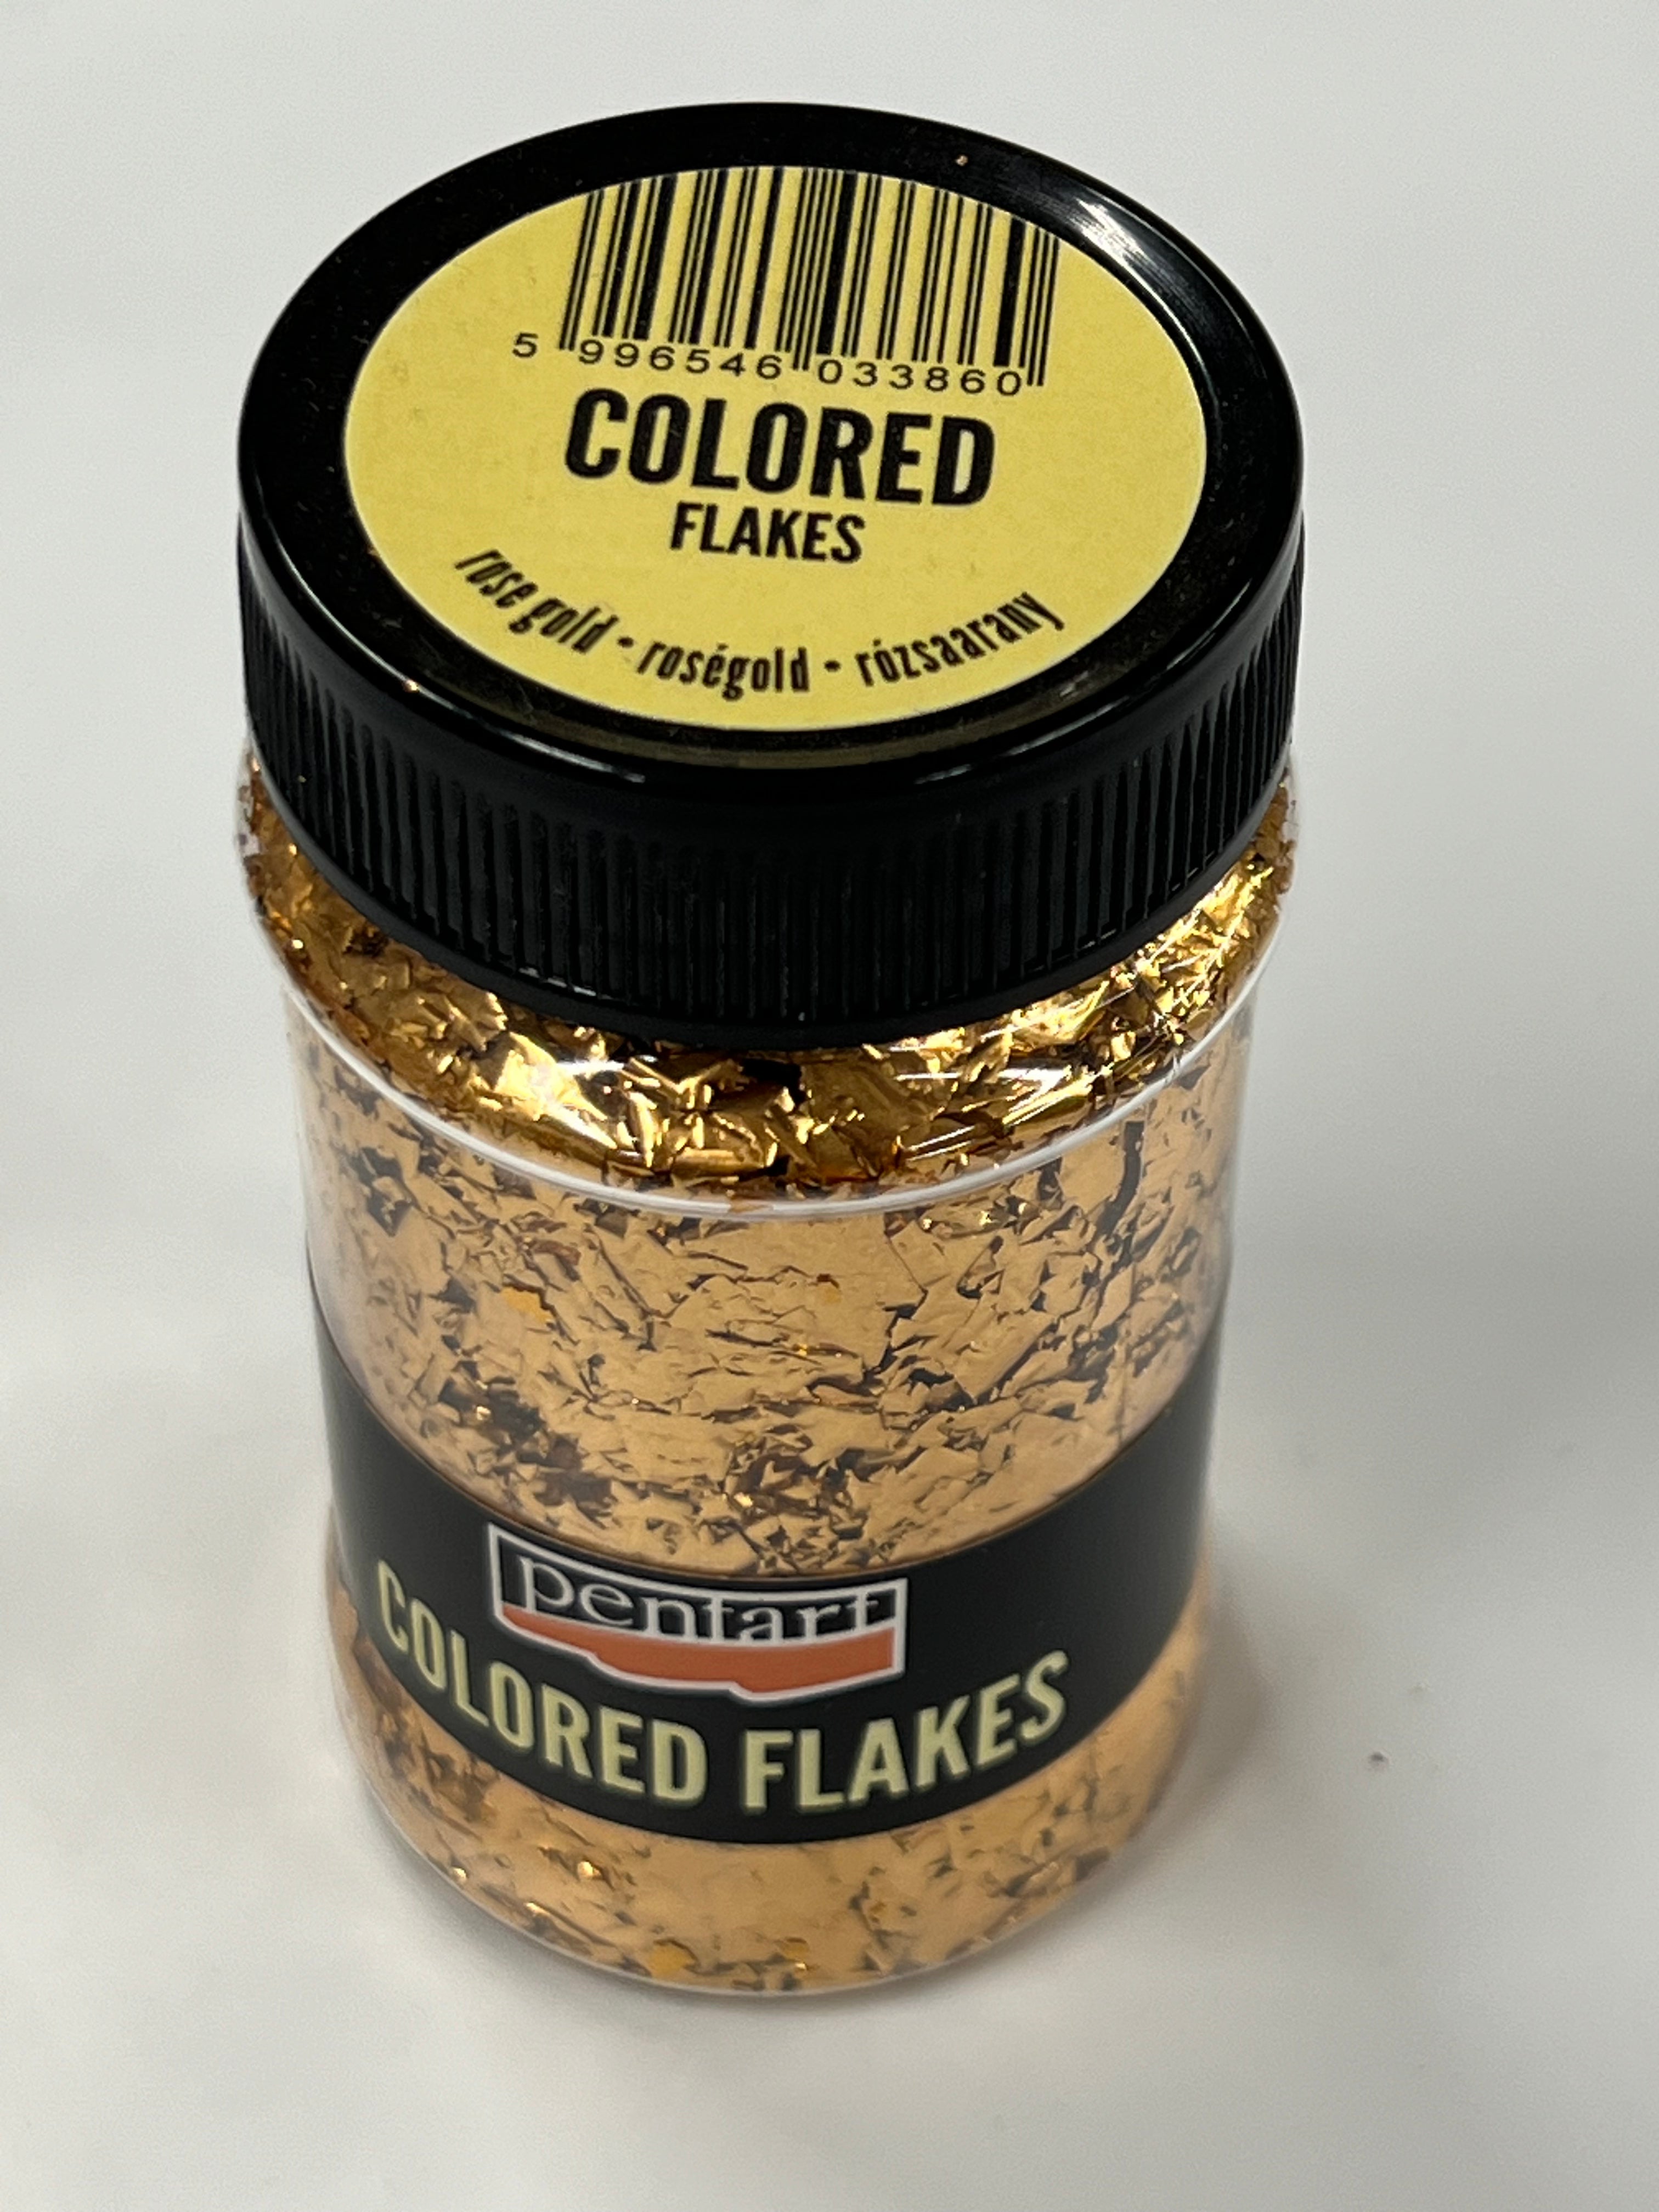 5 996546 033860
COLORED
FLAKES
rose gold • roségold • rózsaarany
pentart
COLORED FLAKES